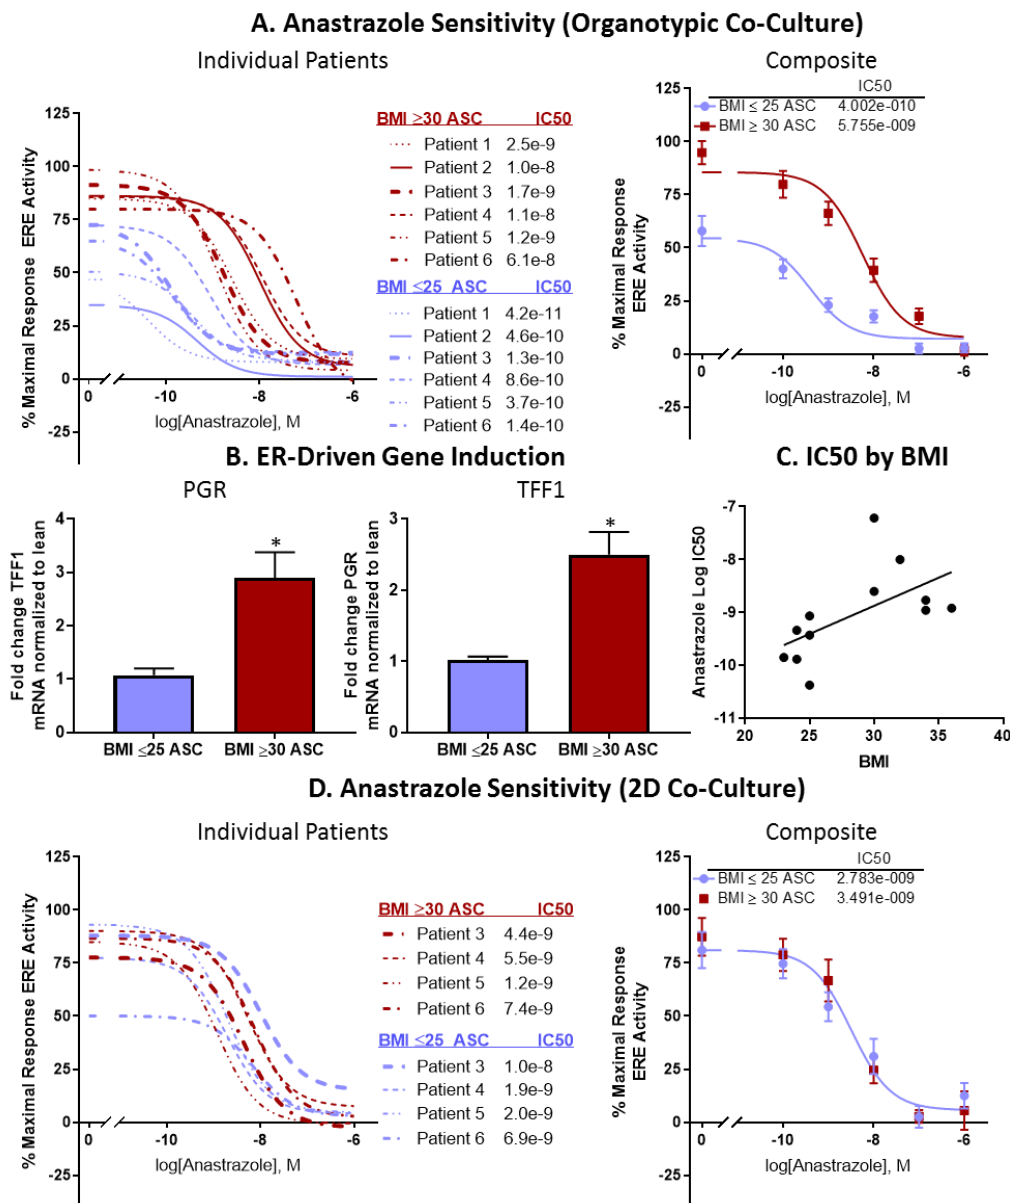 A. Anastrazole Sensitivity (Organotypic Co-Culture)
Individual Patients
% Maximal Response ERE Activity
125
100
75
50
25
0
-25
0 -10 -8 -6
log[Anastrazole], M
BMI ≥30 ASC IC50
Patient 1 2.5e-9
Patient 2 1.0e-8
Patient 3 1.7e-9
Patient 4 1.1e-8
Patient 5 1.2e-9
Patient 6 6.1e-8
BMI ≤25 ASC IC50
Patient 1 4.2e-11
Patient 2 4.6e-10
Patient 3 1.3e-10
Patient 4 8.6e-10
Patient 5 3.7e-10
Patient 6 1.4e-10
Composite
IC50
BMI ≤ 25 ASC 4.002e-010
BMI ≥ 30 ASC 5.755e-009
% Maximal Response
ERE Activity
125
100
75
50
25
0
-25
0 -10 -8 -6
log[Anastrazole], M
B. ER-Driven Gene Induction
PGR
Fold change TFF1
mRNA normalized to lean
4
3
2
1
0
*
BMI ≤25 ASC BMI ≥30 ASC
TFF1
Fold change PGR
mRNA normalized to lean
3
2
1
0
*
BMI ≤25 ASC BMI ≥30 ASC
C. IC50 by BMI
Anastrazole Log IC50
-7
-8
-9
-10
-11
20 25 30 35 40
BMI
D. Anastrazole Sensitivity (2D Co-Culture)
Individual Patients
% Maximal Response ERE Activity
125
100
75
50
25
0
-25
0 -10 -8 -6
log[Anastrazole], M
BMI ≥30 ASC IC50
Patient 3 4.4e-9
Patient 4 5.5e-9
Patient 5 1.2e-9
Patient 6 7.4e-9
BMI ≤25 ASC IC50
Patient 3 1.0e-8
Patient 4 1.9e-9
Patient 5 2.0e-9
Patient 6 6.9e-9
Composite
IC50
BMI ≤ 25 ASC 2.783e-009
BMI ≥ 30 ASC 3.491e-009
% Maximal Response
ERE Activity
125
100
75
50
25
0
-25
0 -10 -8 -6
log[Anastrazole], M